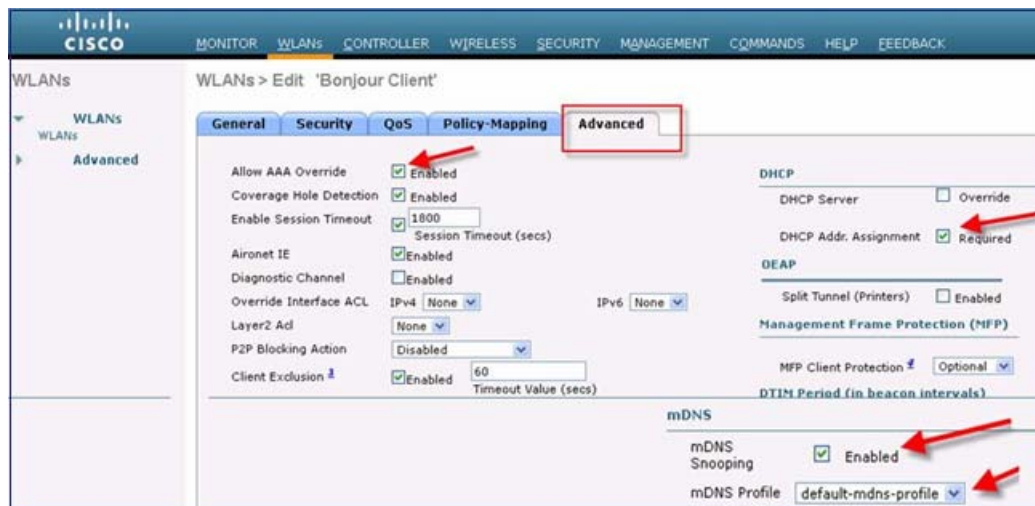 CISCO
MONITOR WLANs CONTROLLER WIRELESS SECURITY MANAGEMENT COMMANDS HELP FEEDBACK
WLANs
WLANs
WLANs
Advanced
WLANs > Edit 'Bonjour Client'
General Security QoS Policy-Mapping Advanced
Allow AAA Override Enabled
Coverage Hole Detection Enabled
Enable Session Timeout 1800
Session Timeout (secs)
Aironet IE Enabled
Diagnostic Channel Enabled
Override Interface ACL IPv4 None IPv6 None
Layer2 Acl None
P2P Blocking Action Disabled
Client Exclusion 3 Enabled 60
Timeout Value (secs)
DHCP
DHCP Server Override
DHCP Addr. Assignment Required
OEAP
Split Tunnel (Printers) Enabled
Management Frame Protection (MFP)
MFP Client Protection 4 Optional
DTIM Period (in beacon intervals)
mDNS
mDNS
Snooping Enabled
mDNS Profile default-mdns-profile